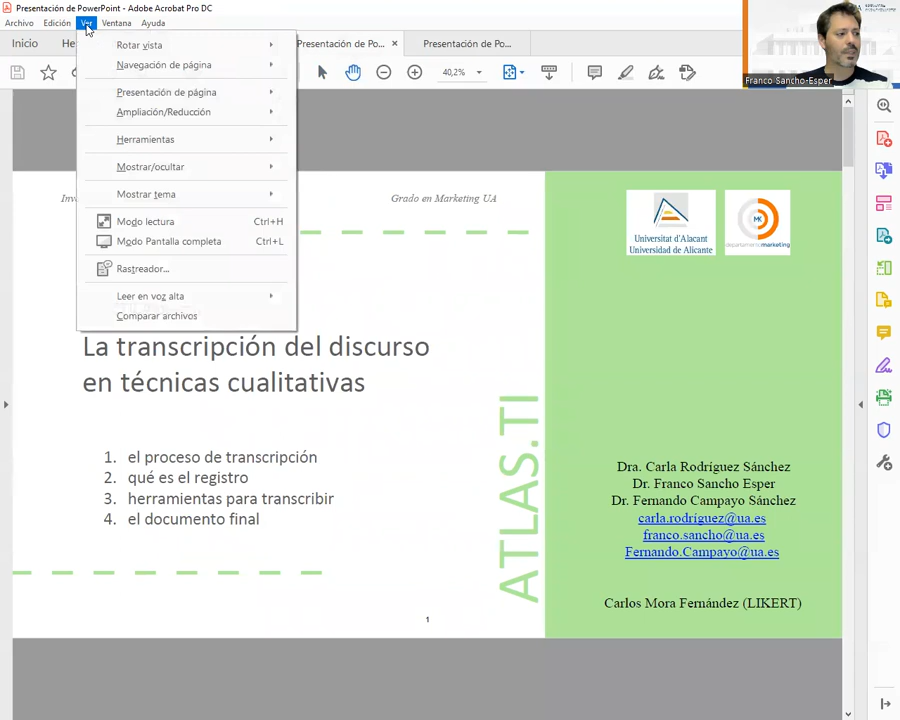 Presentación de PowerPoint - Adobe Acrobat Pro DC
Archivo Edición Ver Ventana Ayuda
Inicio He
Presentación de Po... ×
Presentación de Po...
40,2%
Rotar vista
Navegación de página
Presentación de página
Ampliación/Reducción
Herramientas
Mostrar/ocultar
Mostrar tema
Modo lectura Ctrl+H
Modo Pantalla completa Ctrl+L
Rastreador...
Leer en voz alta
Comparar archivos
Franco Sancho-Esper
Inv
Grado en Marketing UA
Universitat d'Alacant
Universidad de Alicante
MK
departamento marketing
La transcripción del discurso
en técnicas cualitativas
1. el proceso de transcripción
2. qué es el registro
3. herramientas para transcribir
4. el documento final
ATLAS.TI
Dra. Carla Rodríguez Sánchez
Dr. Franco Sancho Esper
Dr. Fernando Campayo Sánchez
carla.rodríguez@ua.es
franco.sancho@ua.es
Fernando.Campayo@ua.es
Carlos Mora Fernández (LIKERT)
1